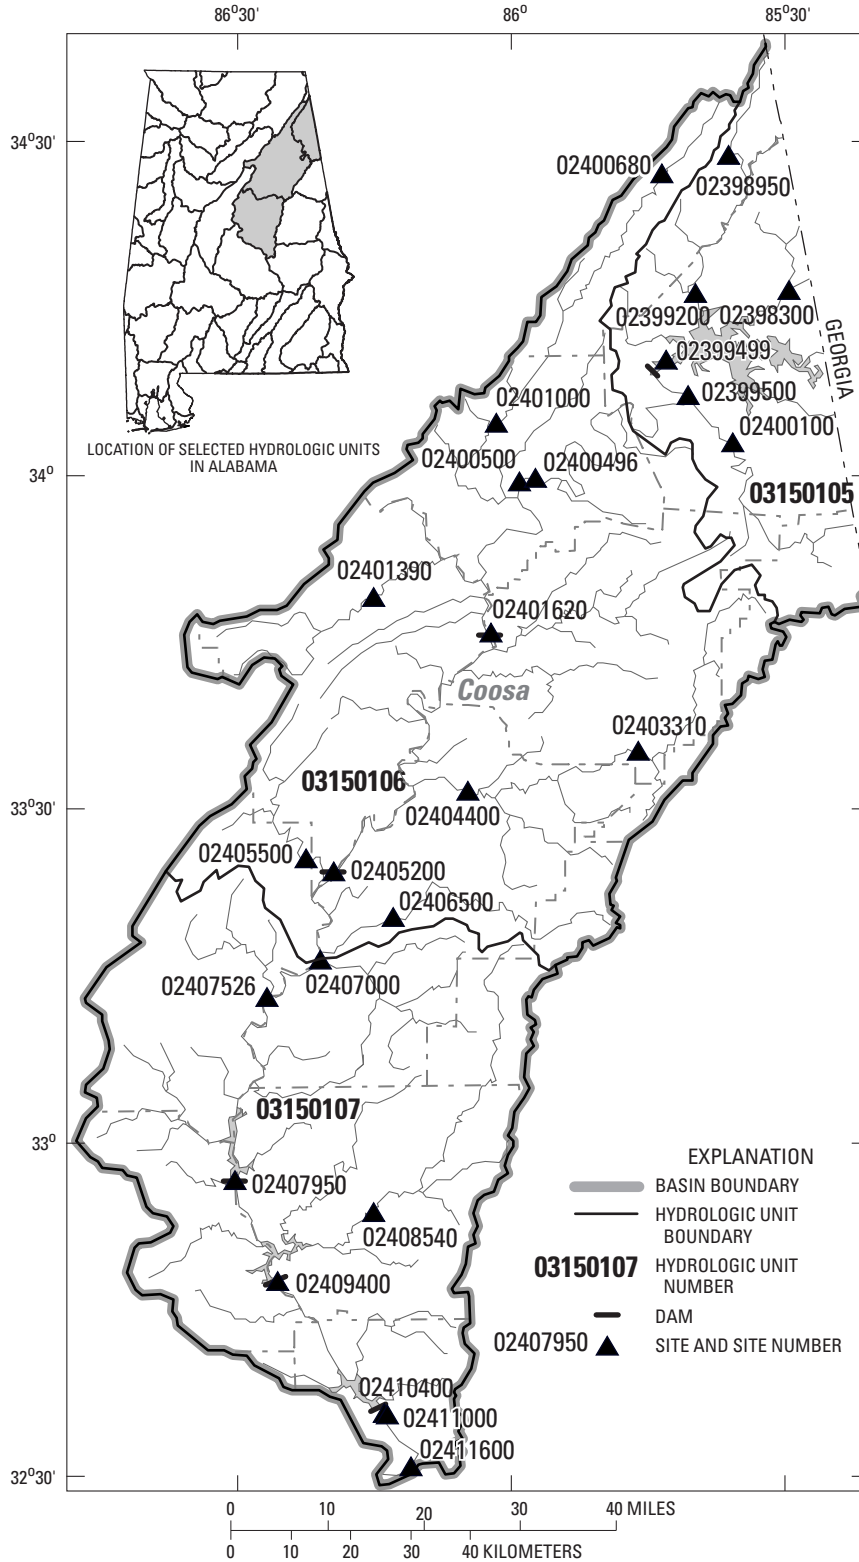 86°30' 86° 85°30'
34°30'
02400680
02398950
02399200 02398300
GEORGIA
02399499
02401000
02399500
LOCATION OF SELECTED HYDROLOGIC UNITS
IN ALABAMA
02400100
02400500 02400496
34°
03150105
02401390
02401620
Coosa
02403310
03150106
33°30'
02404400
02405500
02405200
02406500
02407526 02407000
03150107
33°
EXPLANATION
02407950
BASIN BOUNDARY
HYDROLOGIC UNIT
BOUNDARY
02408540
03150107 HYDROLOGIC UNIT
NUMBER
02409400
DAM
02407950 SITE AND SITE NUMBER
02410400
02411000
02411600
32°30'
0 10 20 30 40 MILES
0 10 20 30 40 KILOMETERS